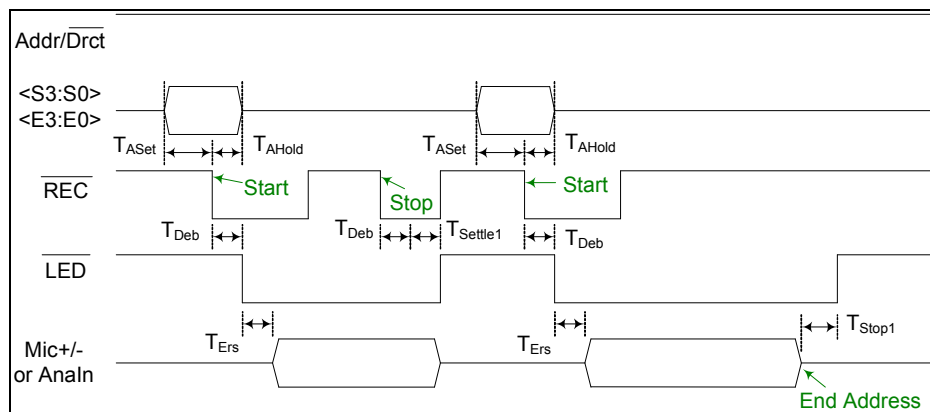 Addr/Drct
<S3:S0>
<E3:E0>
TASet
TAHold
TASet
TAHold
REC
Start
Stop
Start
TDeb
TDeb
TSettle1
TDeb
LED
TErs
TErs
TStop1
Mic+/-
or AnaIn
End Address